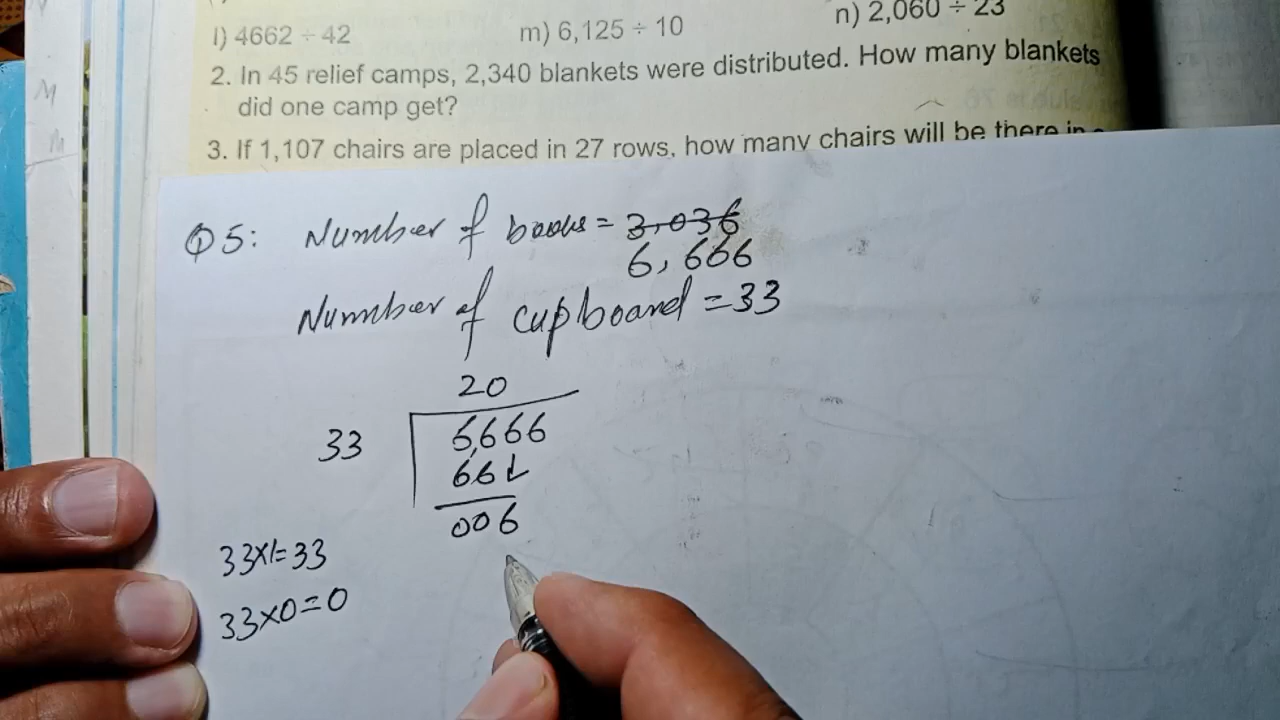 l) 4662 ÷ 42 m) 6,125 ÷ 10 n) 2,060 ÷ 23
2. In 45 relief camps, 2,340 blankets were distributed. How many blankets
did one camp get?
3. If 1,107 chairs are placed in 27 rows, how many chairs will be there in
Q5: Number of books = 3,036
6,666
Number of cupboard = 33
20
33 6,666
66↓
006
33×1=33
33×0=0